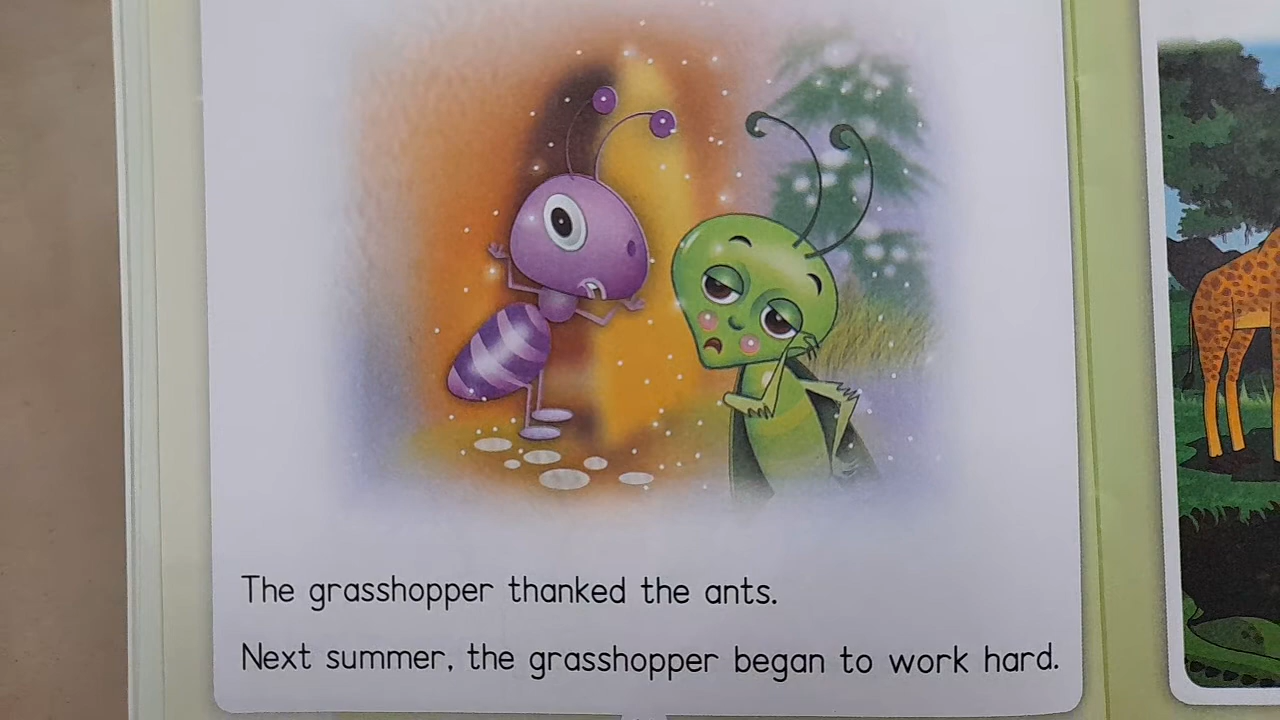 The grasshopper thanked the ants.
Next summer, the grasshopper began to work hard.